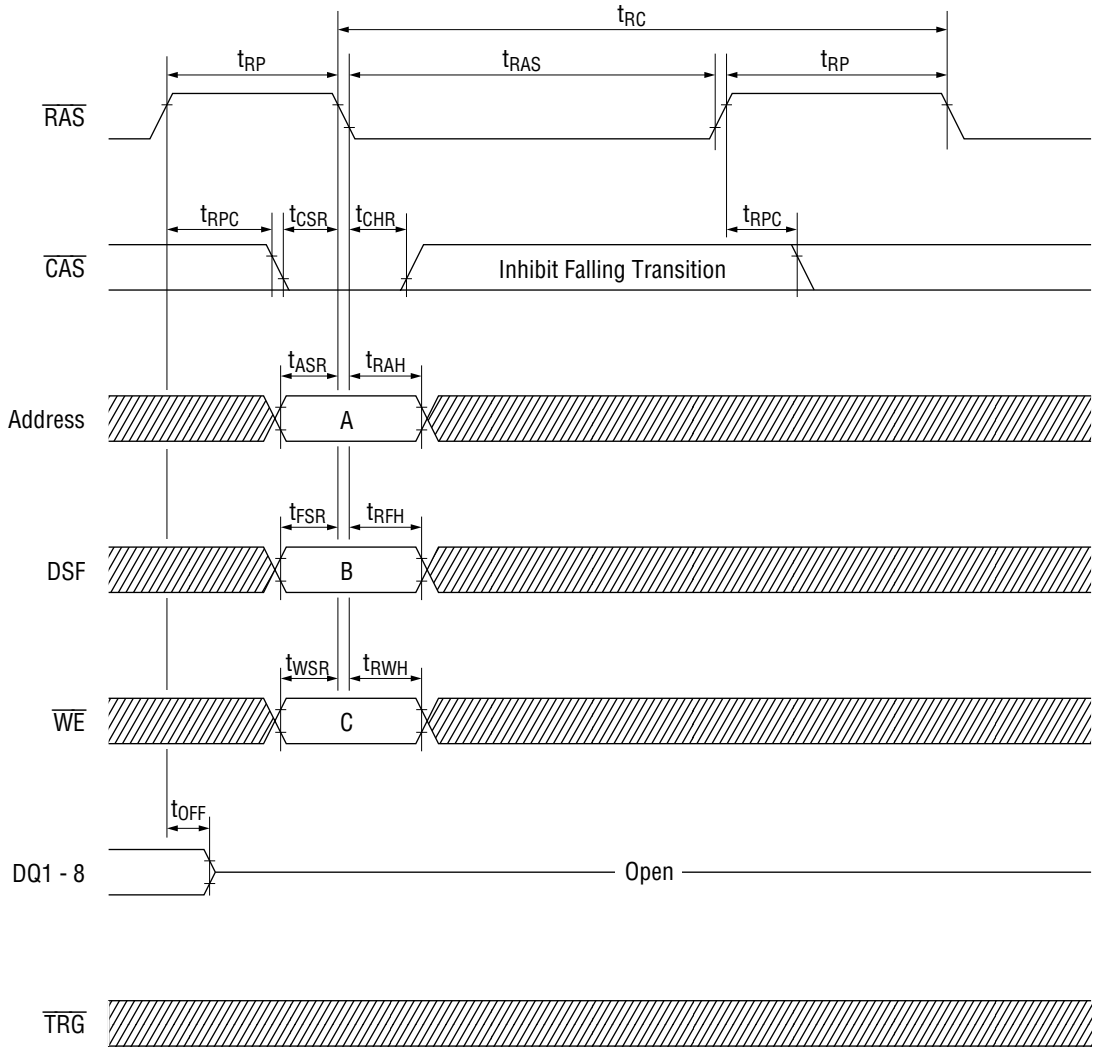 tRC
tRP tRAS tRP
RAS
tRPC tCSR tCHR tRPC
CAS Inhibit Falling Transition
tASR tRAH
Address A
tFSR tRFH
DSF B
tWSR tRWH
WE C
tOFF
DQ1 - 8 Open
TRG